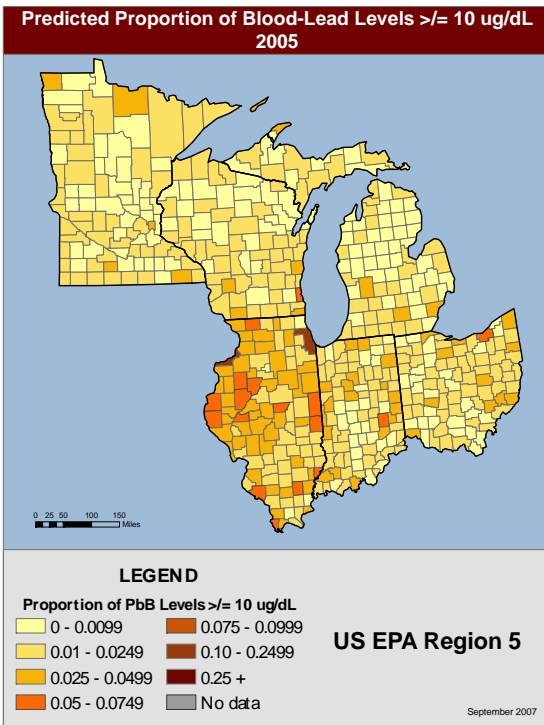 Predicted Proportion of Blood-Lead Levels >/= 10 ug/dL
2005
0 25 50 100 150
Miles
LEGEND
Proportion of PbB Levels >/= 10 ug/dL
0 - 0.0099
0.01 - 0.0249
0.025 - 0.0499
0.05 - 0.0749
0.075 - 0.0999
0.10 - 0.2499
0.25 +
No data
US EPA Region 5
September 2007